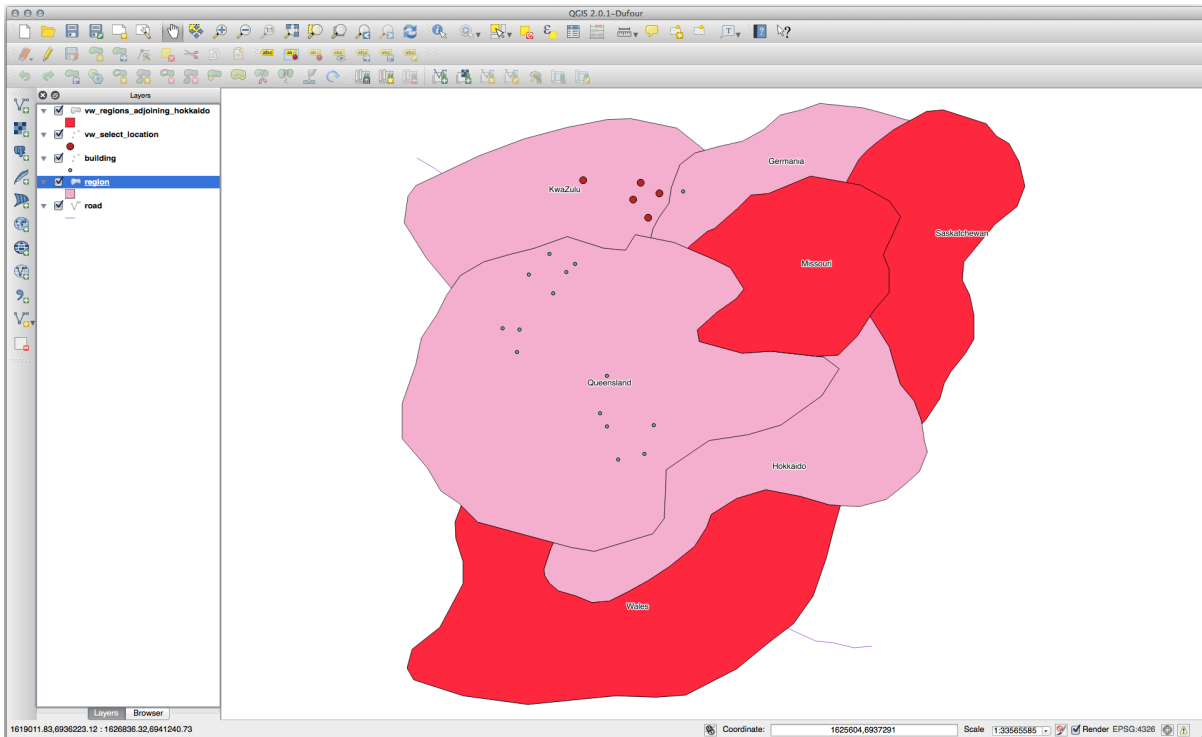 QGIS 2.0.1-Dufour
Layers
vw_regions_adjoining_hokkaido
vw_select_location
building
region
road
Germania
KwaZulu
Saskatchewan
Missouri
Queensland
Hokkaido
Wales
Layers Browser
1619011.83,6936223.12 : 1626836.32,6941240.73 Coordinate: 1625604,6937291 Scale 1:33565585 Render EPSG:4326